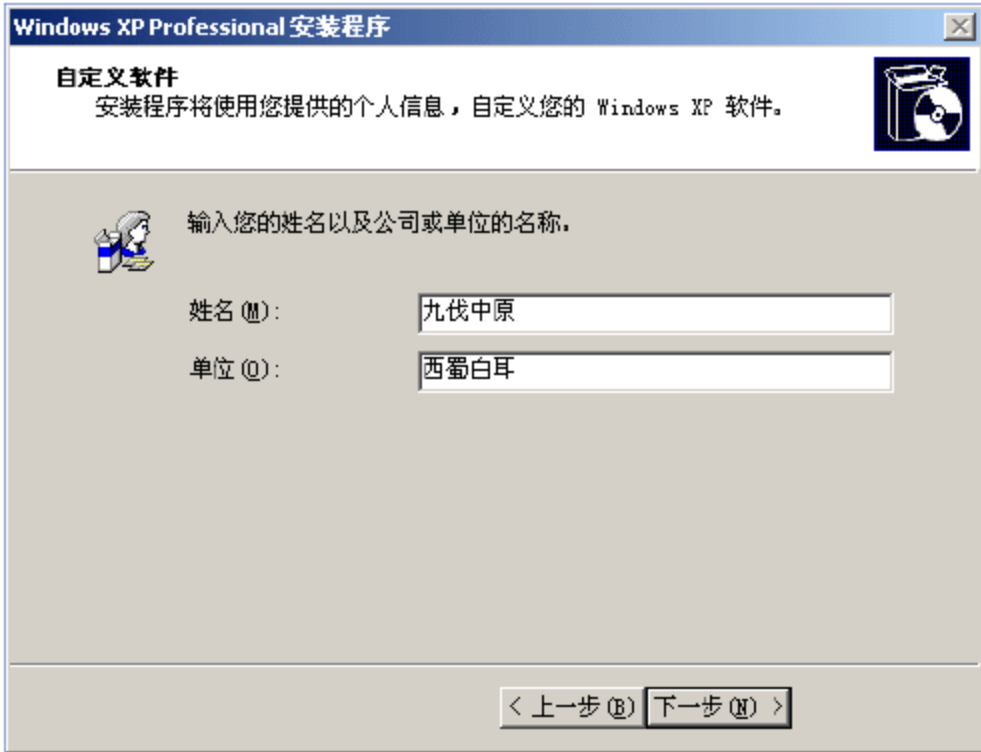 Windows XP Professional 安装程序
自定义软件
安装程序将使用您提供的个人信息，自定义您的 Windows XP 软件。
输入您的姓名以及公司或单位的名称。
姓名(M): 九伐中原
单位(O): 西蜀白耳
< 上一步(B) 下一步(N) >